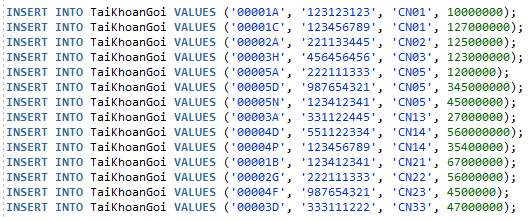 INSERT INTO TaiKhoanGoi VALUES ('00001A', '123123123', 'CN01', 10000000);
INSERT INTO TaiKhoanGoi VALUES ('00001C', '123456789', 'CN01', 127000000);
INSERT INTO TaiKhoanGoi VALUES ('00002A', '221133445', 'CN02', 12500000);
INSERT INTO TaiKhoanGoi VALUES ('00003H', '456456456', 'CN03', 123000000);
INSERT INTO TaiKhoanGoi VALUES ('00005A', '222111333', 'CN05', 1200000);
INSERT INTO TaiKhoanGoi VALUES ('00005D', '987654321', 'CN05', 345000000);
INSERT INTO TaiKhoanGoi VALUES ('00005N', '123412341', 'CN05', 45000000);
INSERT INTO TaiKhoanGoi VALUES ('00003A', '331122445', 'CN13', 27000000);
INSERT INTO TaiKhoanGoi VALUES ('00004D', '551122334', 'CN14', 56000000);
INSERT INTO TaiKhoanGoi VALUES ('00004P', '123456789', 'CN14', 35400000);
INSERT INTO TaiKhoanGoi VALUES ('00001B', '123412341', 'CN21', 67000000);
INSERT INTO TaiKhoanGoi VALUES ('00002G', '222111333', 'CN22', 56000000);
INSERT INTO TaiKhoanGoi VALUES ('00004F', '987654321', 'CN23', 4500000);
INSERT INTO TaiKhoanGoi VALUES ('00003D', '333111222', 'CN33', 47000000);